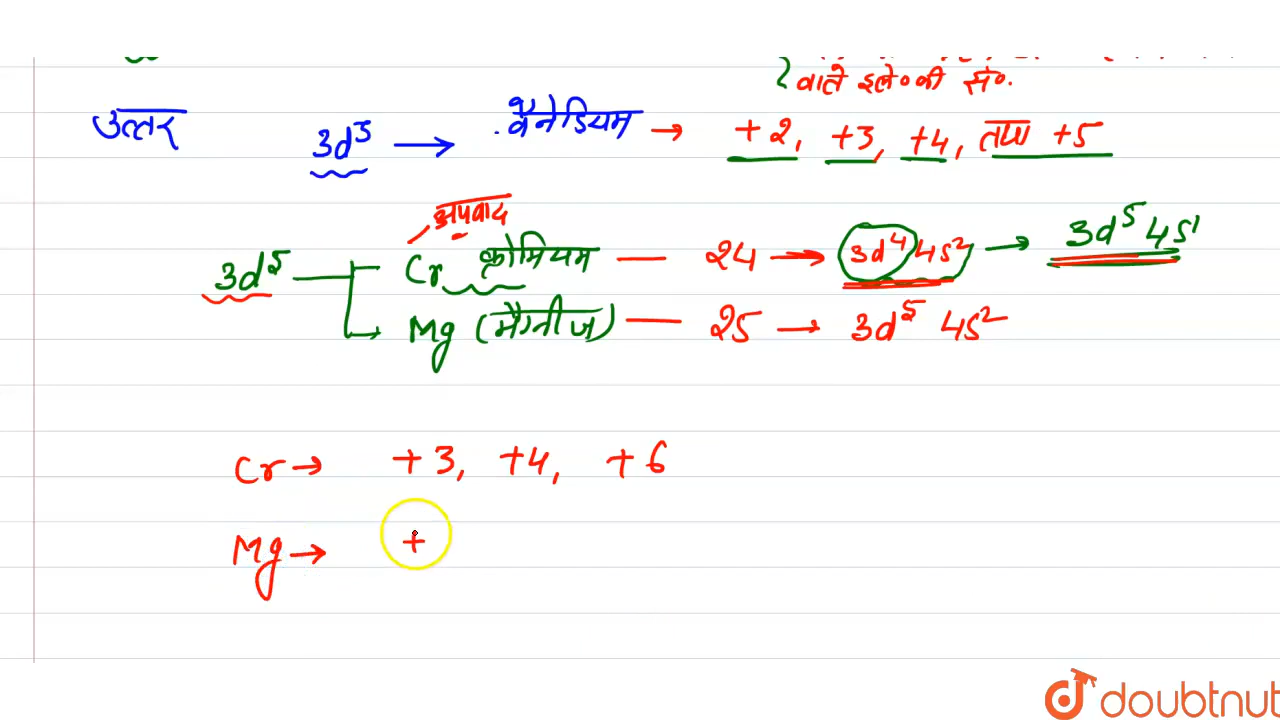 वाले इले०की सं०.
उत्तर 3d³ → वैनेडियम → +2, +3, +4, तथा +5
अपवाद
3d⁵ Cr क्रोमियम — 24 → 3d⁴ 4s² → 3d⁵ 4s¹
Mg (मैग्नीज) — 25 → 3d⁵ 4s²
Cr → +3, +4, +6
Mg → +
doubtnut